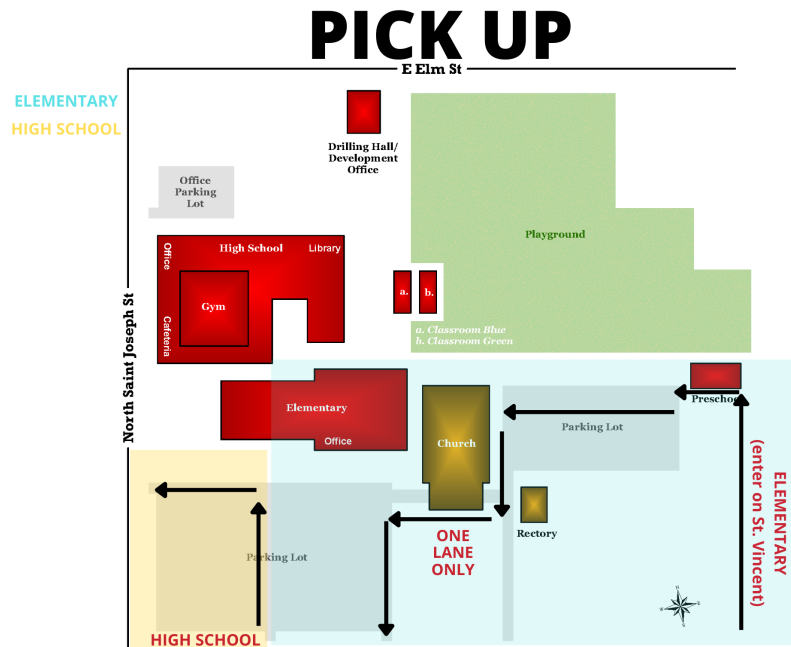 PICK UP
E Elm St
ELEMENTARY
HIGH SCHOOL
Drilling Hall/
Development
Office
Office
Parking
Lot
Playground
Office
High School
Library
Gym
Cafeteria
a.
b.
a. Classroom Blue
b. Classroom Green
North Saint Joseph St
Elementary
Office
Church
Parking Lot
Preschoo
ELEMENTARY
(enter on St. Vincent)
Rectory
ONE
LANE
ONLY
Parking Lot
HIGH SCHOOL